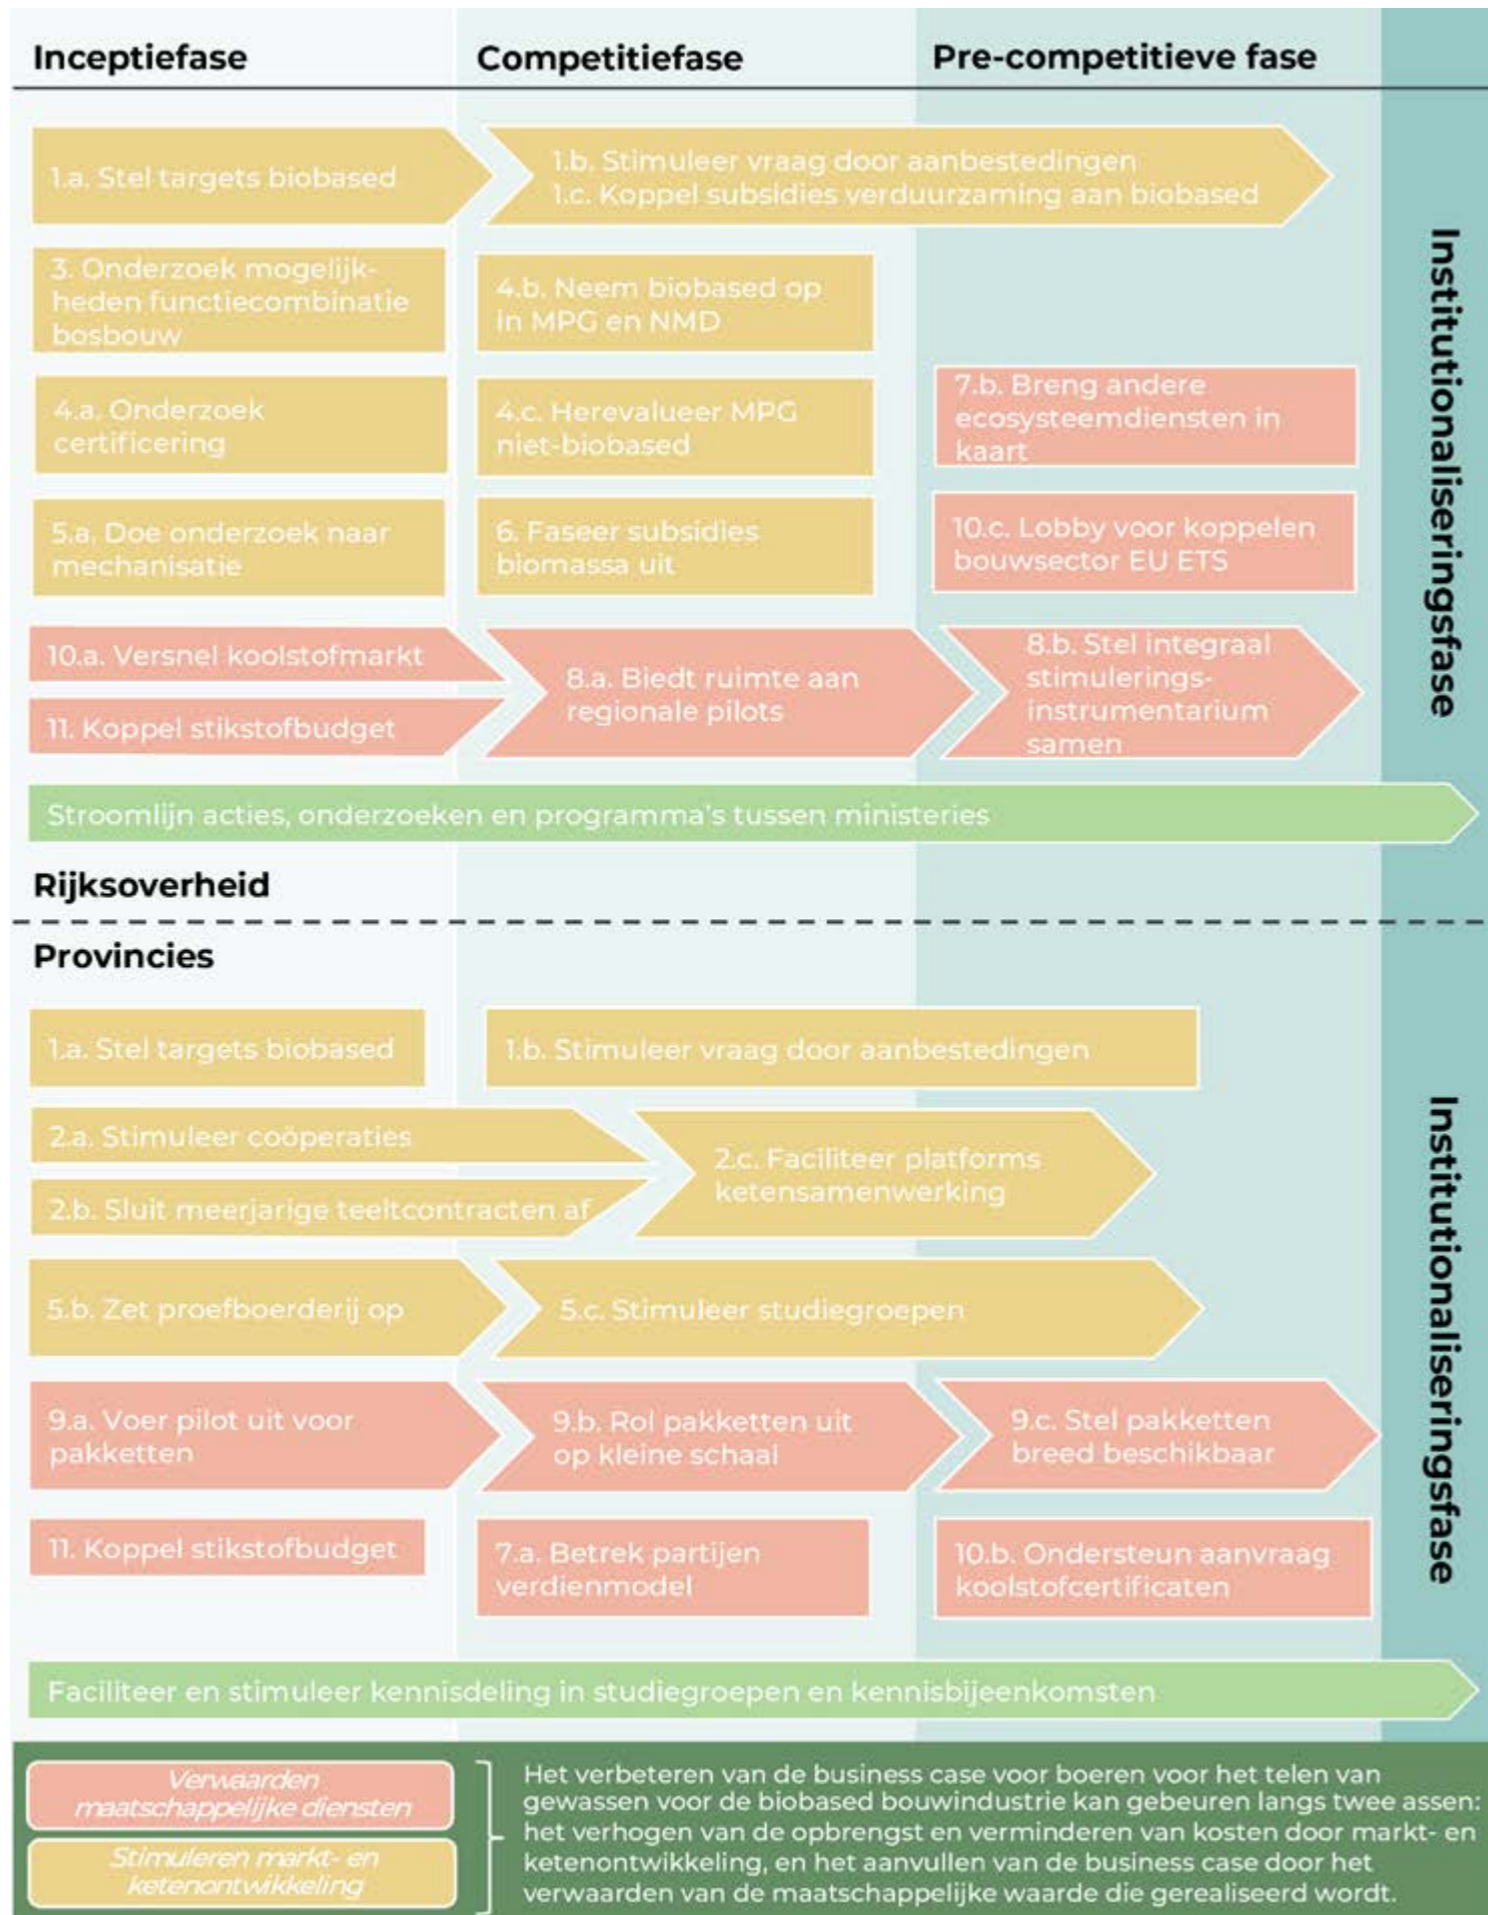 Inceptiefase
Competitiefase
Pre-competitieve fase
1.a. Stel targets biobased
1.b. Stimuleer vraag door aanbestedingen
1.c. Koppel subsidies verduurzaming aan biobased
3. Onderzoek mogelijk-
heden functiecombinatie
bosbouw
4.b. Neem biobased op
in MPG en NMD
4.a. Onderzoek
certificering
4.c. Herevalueer MPG
niet-biobased
7.b. Breng andere
ecosysteemdiensten in
kaart
5.a. Doe onderzoek naar
mechanisatie
6. Faseer subsidies
biomassa uit
10.c. Lobby voor koppelen
bouwsector EU ETS
10.a. Versnel koolstofmarkt
11. Koppel stikstofbudget
8.a. Biedt ruimte aan
regionale pilots
8.b. Stel integraal
stimulerings-
instrumentarium
samen
Institutionaliseringsfase
Stroomlijn acties, onderzoeken en programma's tussen ministeries
Rijksoverheid
Provincies
1.a. Stel targets biobased
1.b. Stimuleer vraag door aanbestedingen
2.a. Stimuleer coöperaties
2.b. Sluit meerjarige teeltcontracten af
2.c. Faciliteer platforms
ketensamenwerking
5.b. Zet proefboerderij op
5.c. Stimuleer studiegroepen
9.a. Voer pilot uit voor
pakketten
9.b. Rol pakketten uit
op kleine schaal
9.c. Stel pakketten
breed beschikbaar
11. Koppel stikstofbudget
7.a. Betrek partijen
verdienmodel
10.b. Ondersteun aanvraag
koolstofcertificaten
Institutionaliseringsfase
Faciliteer en stimuleer kennisdeling in studiegroepen en kennisbijeenkomsten
Verwaarden
maatschappelijke diensten
Stimuleren markt- en
ketenontwikkeling
Het verbeteren van de business case voor boeren voor het telen van
gewassen voor de biobased bouwindustrie kan gebeuren langs twee assen:
het verhogen van de opbrengst en verminderen van kosten door markt- en
ketenontwikkeling, en het aanvullen van de business case door het
verwaarden van de maatschappelijke waarde die gerealiseerd wordt.